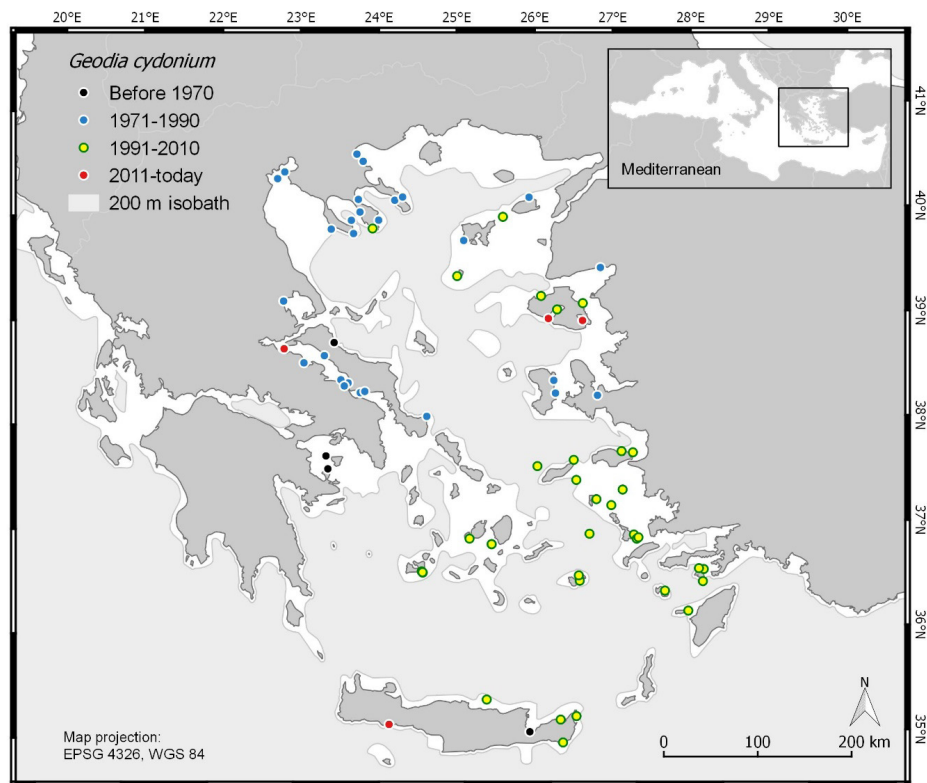 20°E 21°E 22°E 23°E 24°E 25°E 26°E 27°E 28°E 29°E 30°E
Geodia cydonium
Before 1970
1971-1990
1991-2010
2011-today
200 m isobath
Mediterranean
41°N
40°N
39°N
38°N
37°N
36°N
35°N
Map projection:
EPSG 4326, WGS 84
N
0 100 200 km